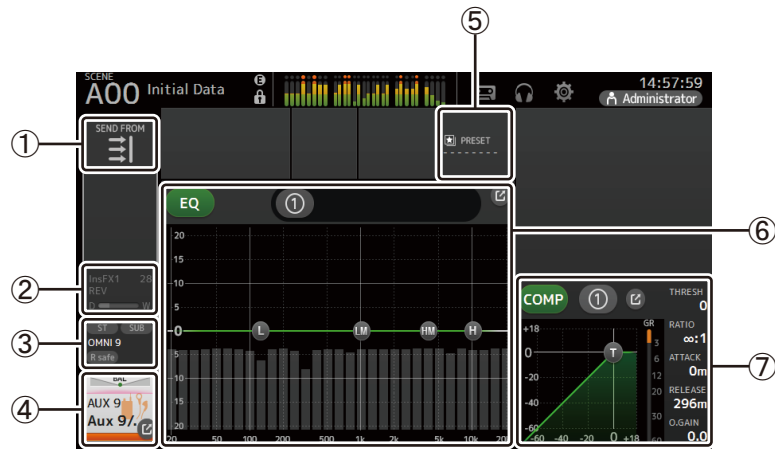 ⑤
SCENE
A00 Initial Data
E
14:57:59
Administrator
①
SEND FROM
PRESET
EQ ①
⑥
20
15
10
5
0
5
10
15
20
L LM HM H
20 50 100 200 500 1k 2k 5k 10k 20
②
InsFX1 28
REV
D W
③
ST SUB
OMNI 9
R safe
④
BAL
AUX 9
Aux 9/.
COMP ①
THRESH
0
RATIO
∞:1
ATTACK
0m
RELEASE
296m
O.GAIN
0.0
⑦
GR
+18
0
-20
-40
-60
T
3
6
12
20
30
60
-60 -40 -20 0 +18